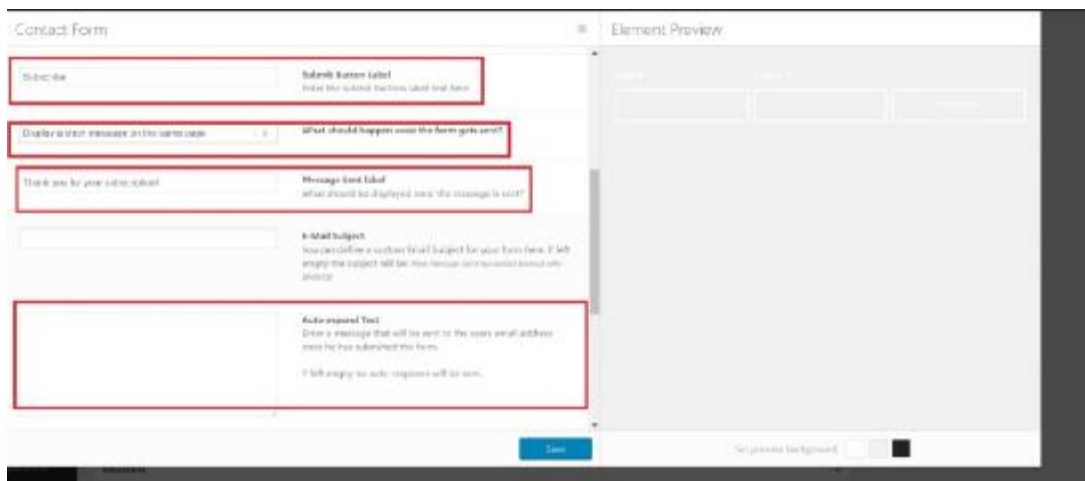 Contact Form
Element Preview
Subscribe
Submit Button Label
Enter the submit buttons label text here
Display a short message on the same page
What should happen once the form gets sent?
Thank you for your subscription!
Message Sent label
What should be displayed once the message is sent?
E-Mail Subject
You can define a custom Email Subject for your form here. If left
empty the subject will be: New Message
Autorespond Text
Enter a message that will be sent to the users email address
once he has submitted the form.
If left empty no auto-response will be sent.
Save
Set preview background: